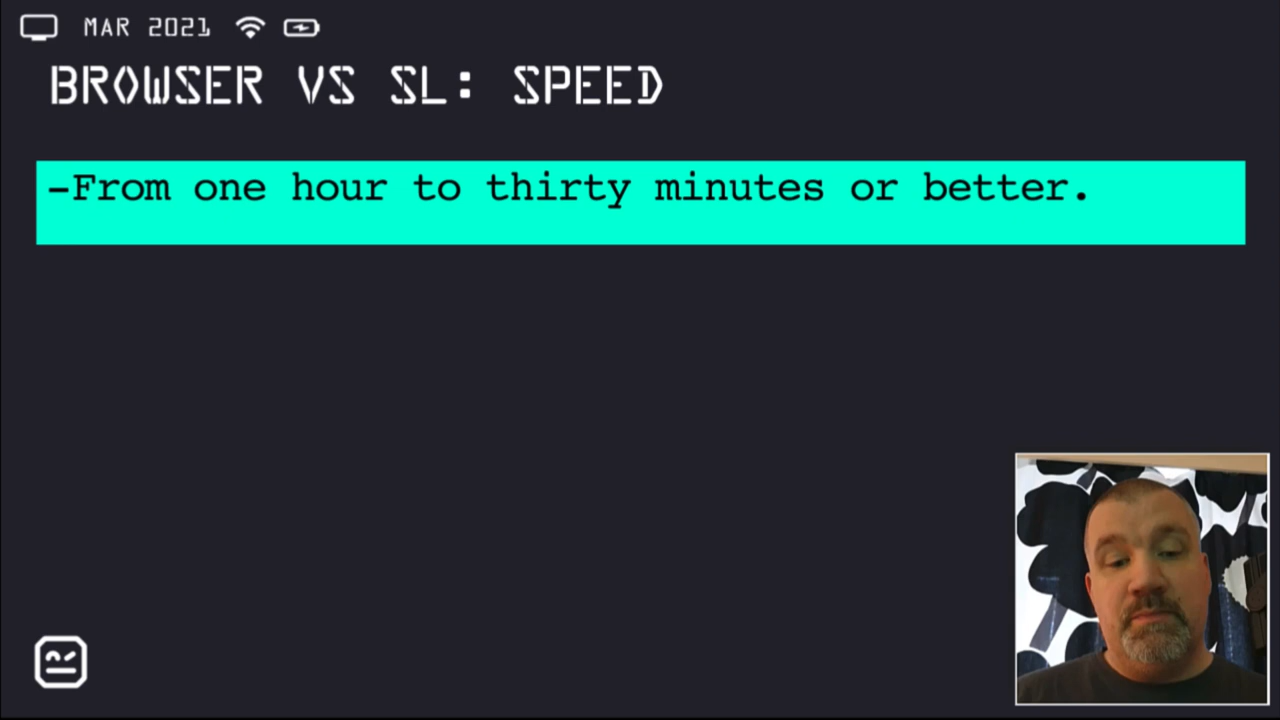 MAR 2021
BROWSER VS SL: SPEED
-From one hour to thirty minutes or better.